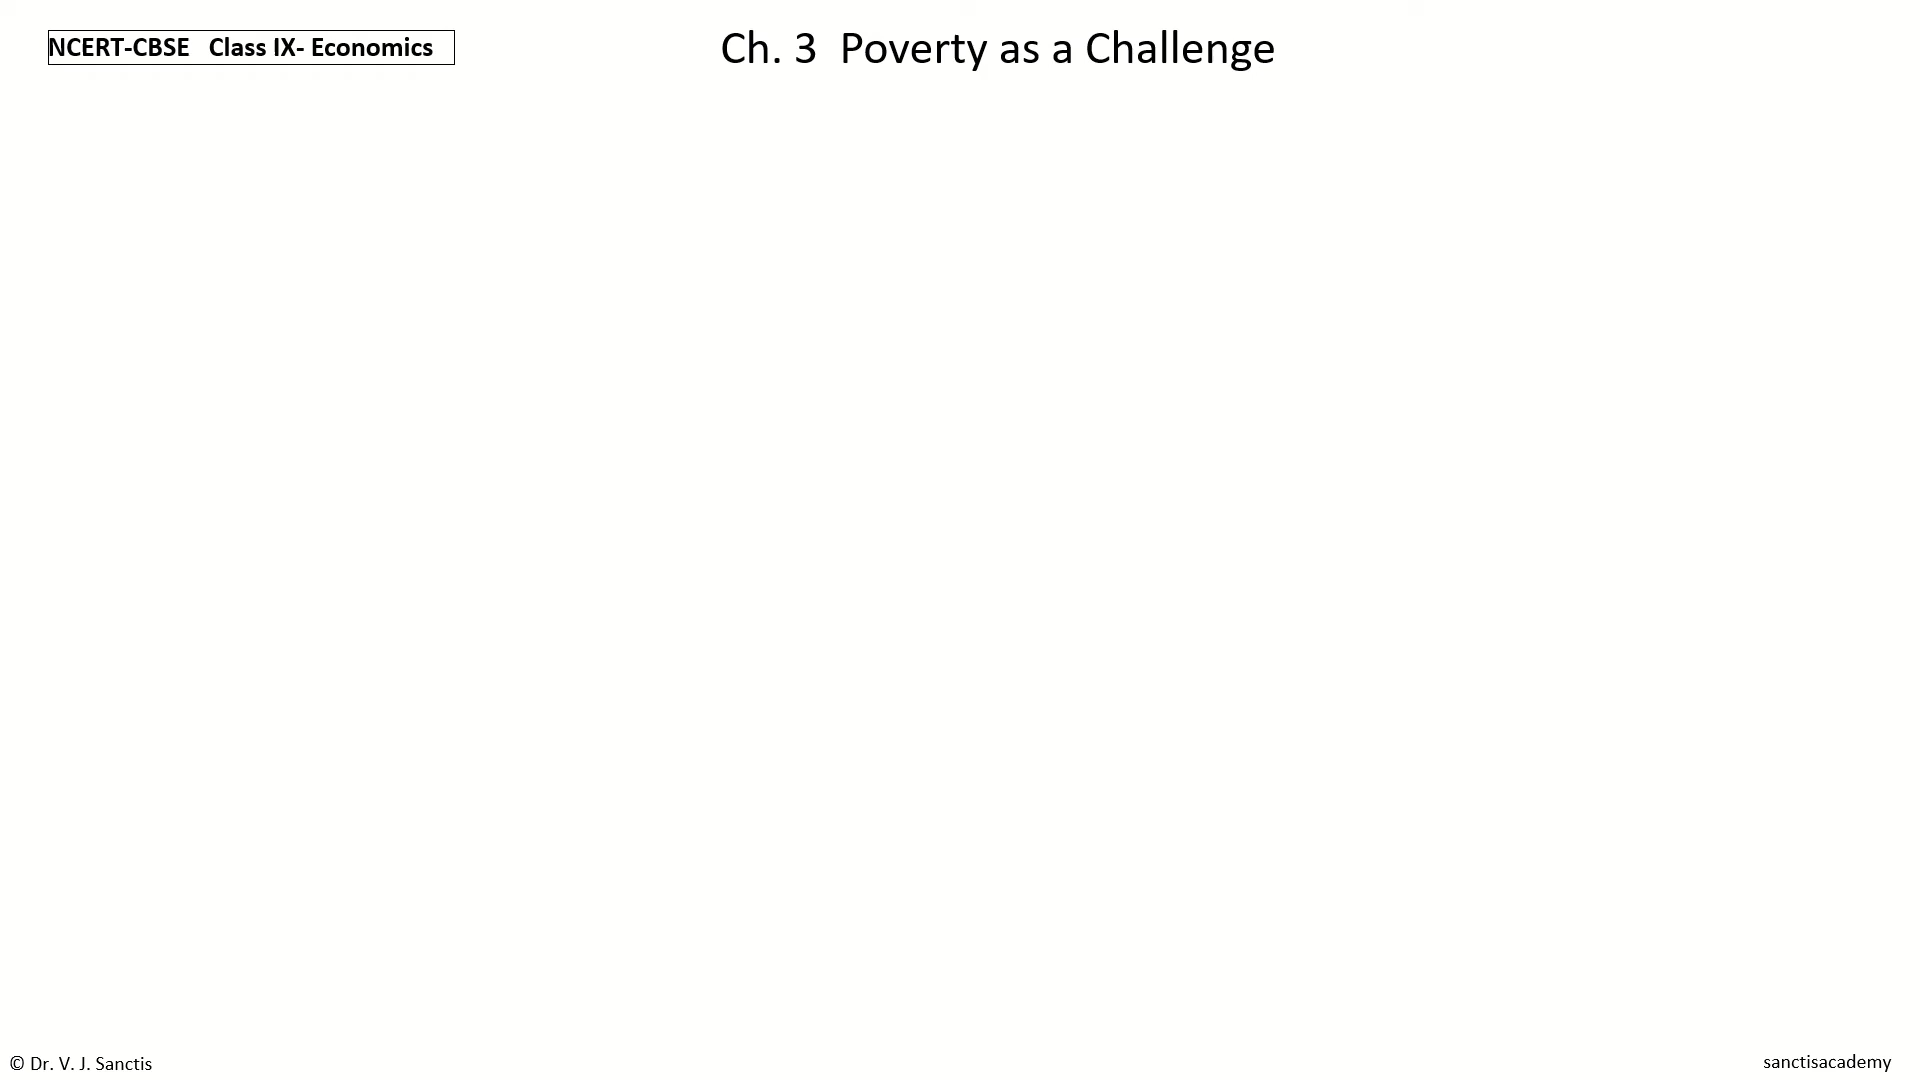 NCERT-CBSE   Class IX- Economics
Ch. 3  Poverty as a Challenge
© Dr. V. J. Sanctis
sanctisacademy